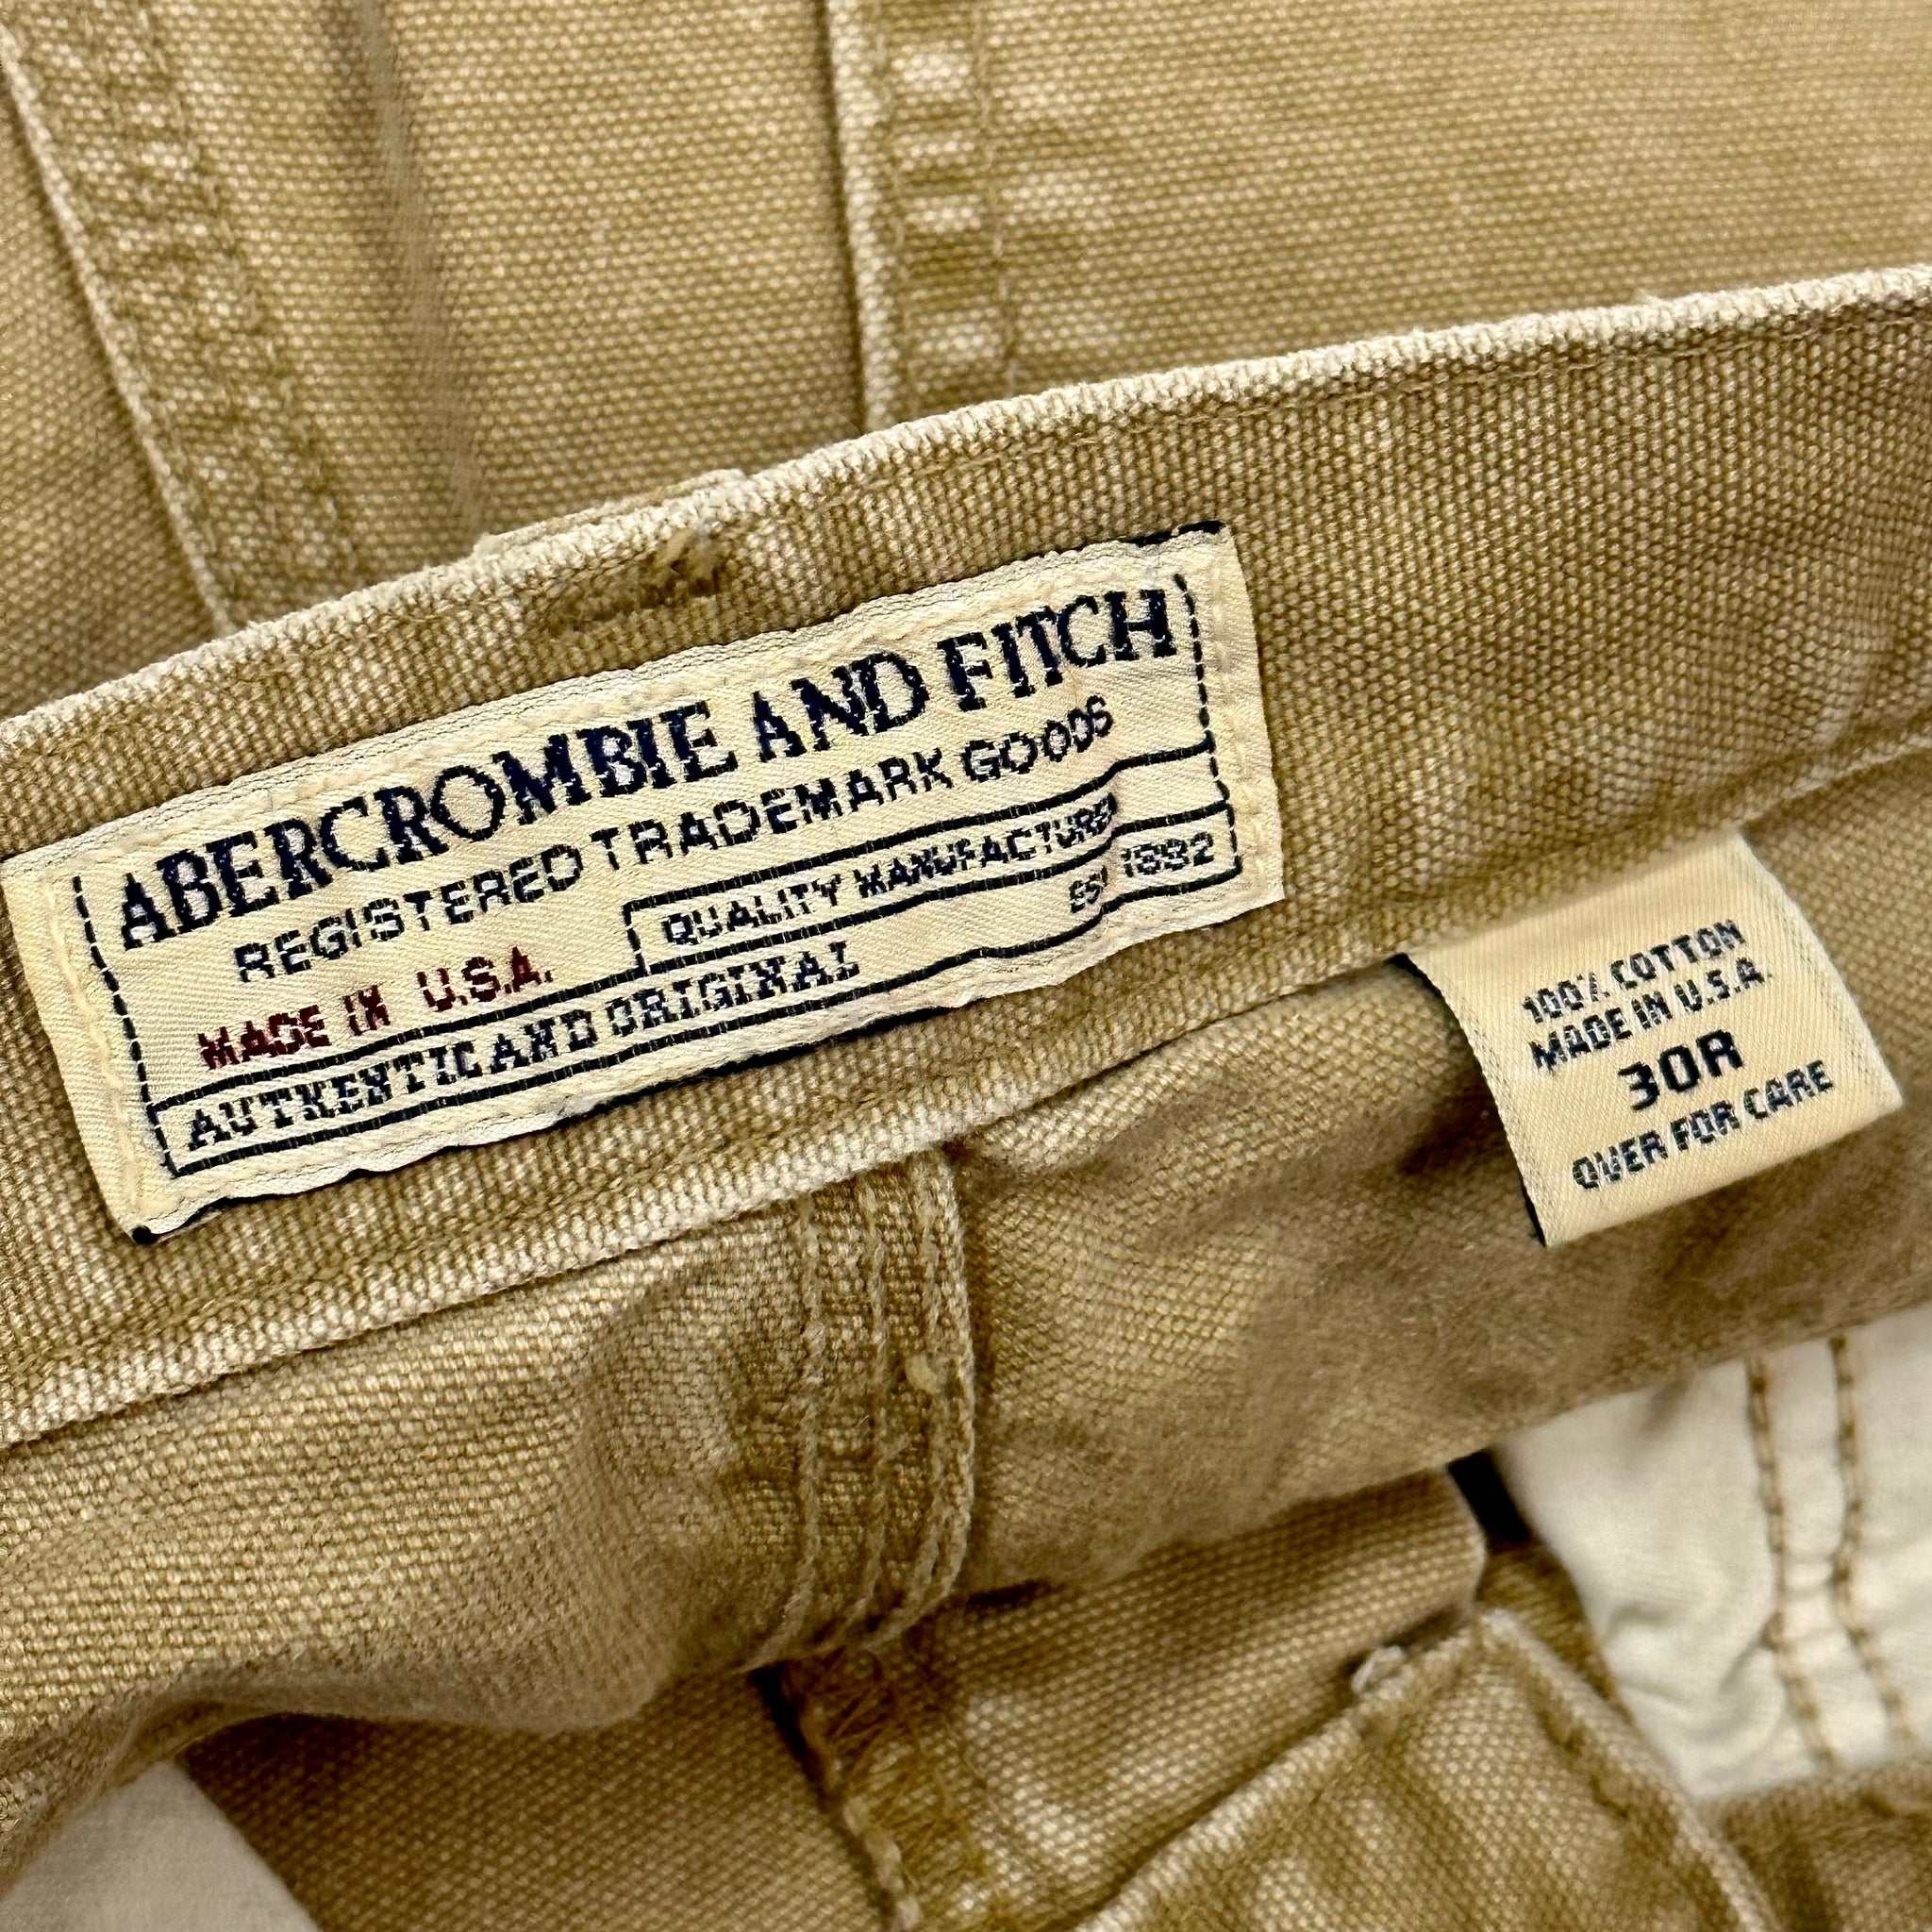 ABERCROMBIE AND FITCH
REGISTERED TRADEMARK GOODS
MADE IN U.S.A.
QUALITY MANUFACTURER
AUTHENTIC AND ORIGINAL
EST 1892
100% COTTON
MADE IN U.S.A.
30R
OVER FOR CARE